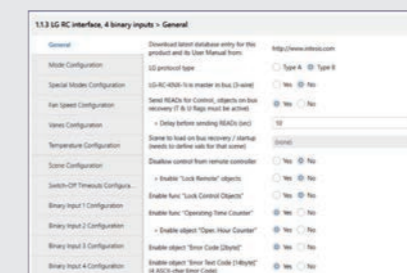 1.1.3 LG RC interface, 4 binary inputs > General
General
Mode Configuration
Special Modes Configuration
Fan Speed Configuration
Vanes Configuration
Temperature Configuration
Scene Configuration
Switch-Off Timeouts Configura...
Binary Input 1 Configuration
Binary Input 2 Configuration
Binary Input 3 Configuration
Binary Input 4 Configuration
Download latest database entry for this
product and its User Manual from:
http://www.intesis.com
LG protocol type
Type A Type B
LG-RC-KNX-1i is master in bus (3-wire)
Yes No
Send READs for Control_ objects on bus
recovery (T & U flags must be active)
Yes No
> Delay before sending READs (sec)
10
Scene to load on bus recovery / startup
(needs to define vals for that scene)
(none)
Disallow control from remote controller
Yes No
> Enable "Lock Remote" objects
Yes No
Enable func "Lock Control Objects"
Yes No
Enable func "Operating Time Counter"
Yes No
> Enable object "Oper. Hour Counter"
Yes No
Enable object "Error Code [2byte]"
Yes No
Enable object "Error Text Code [14byte]"
(4 ASCII-char Error Code)
Yes No